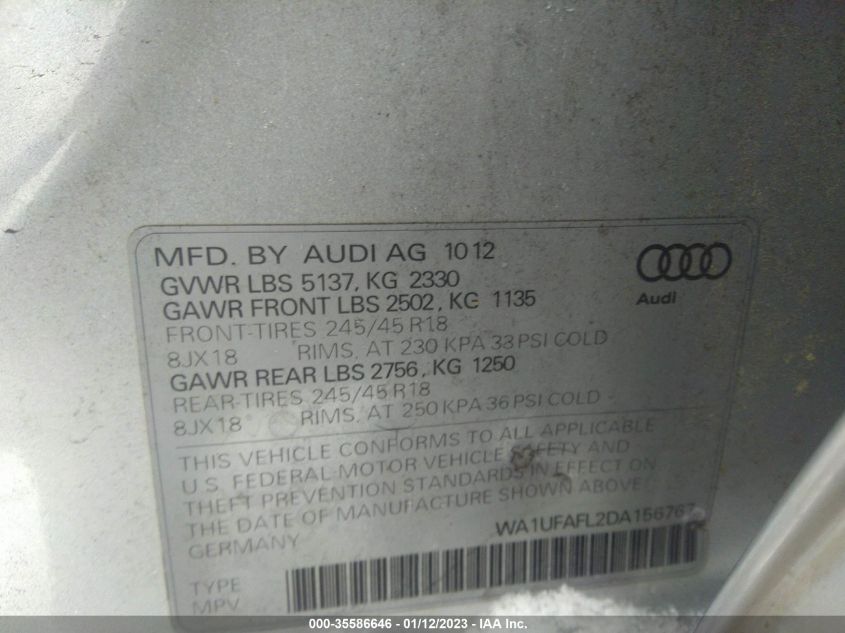 MFD. BY AUDI AG 10 12
GVWR LBS 5137, KG 2330
GAWR FRONT LBS 2502, KG 1135
FRONT-TIRES 245/45 R18
8JX18 RIMS, AT 230 KPA 33 PSI COLD
GAWR REAR LBS 2756, KG 1250
REAR-TIRES 245/45 R18
8JX18 RIMS, AT 250 KPA 36 PSI COLD
Audi
THIS VEHICLE CONFORMS TO ALL APPLICABLE
U.S. FEDERAL MOTOR VEHICLE SAFETY AND
THEFT PREVENTION STANDARDS IN EFFECT ON
THE DATE OF MANUFACTURE SHOWN ABOVE
GERMANY WA1UFAFL2DA156767
TYPE
MPV
000-35586646 - 01/12/2023 - IAA Inc.